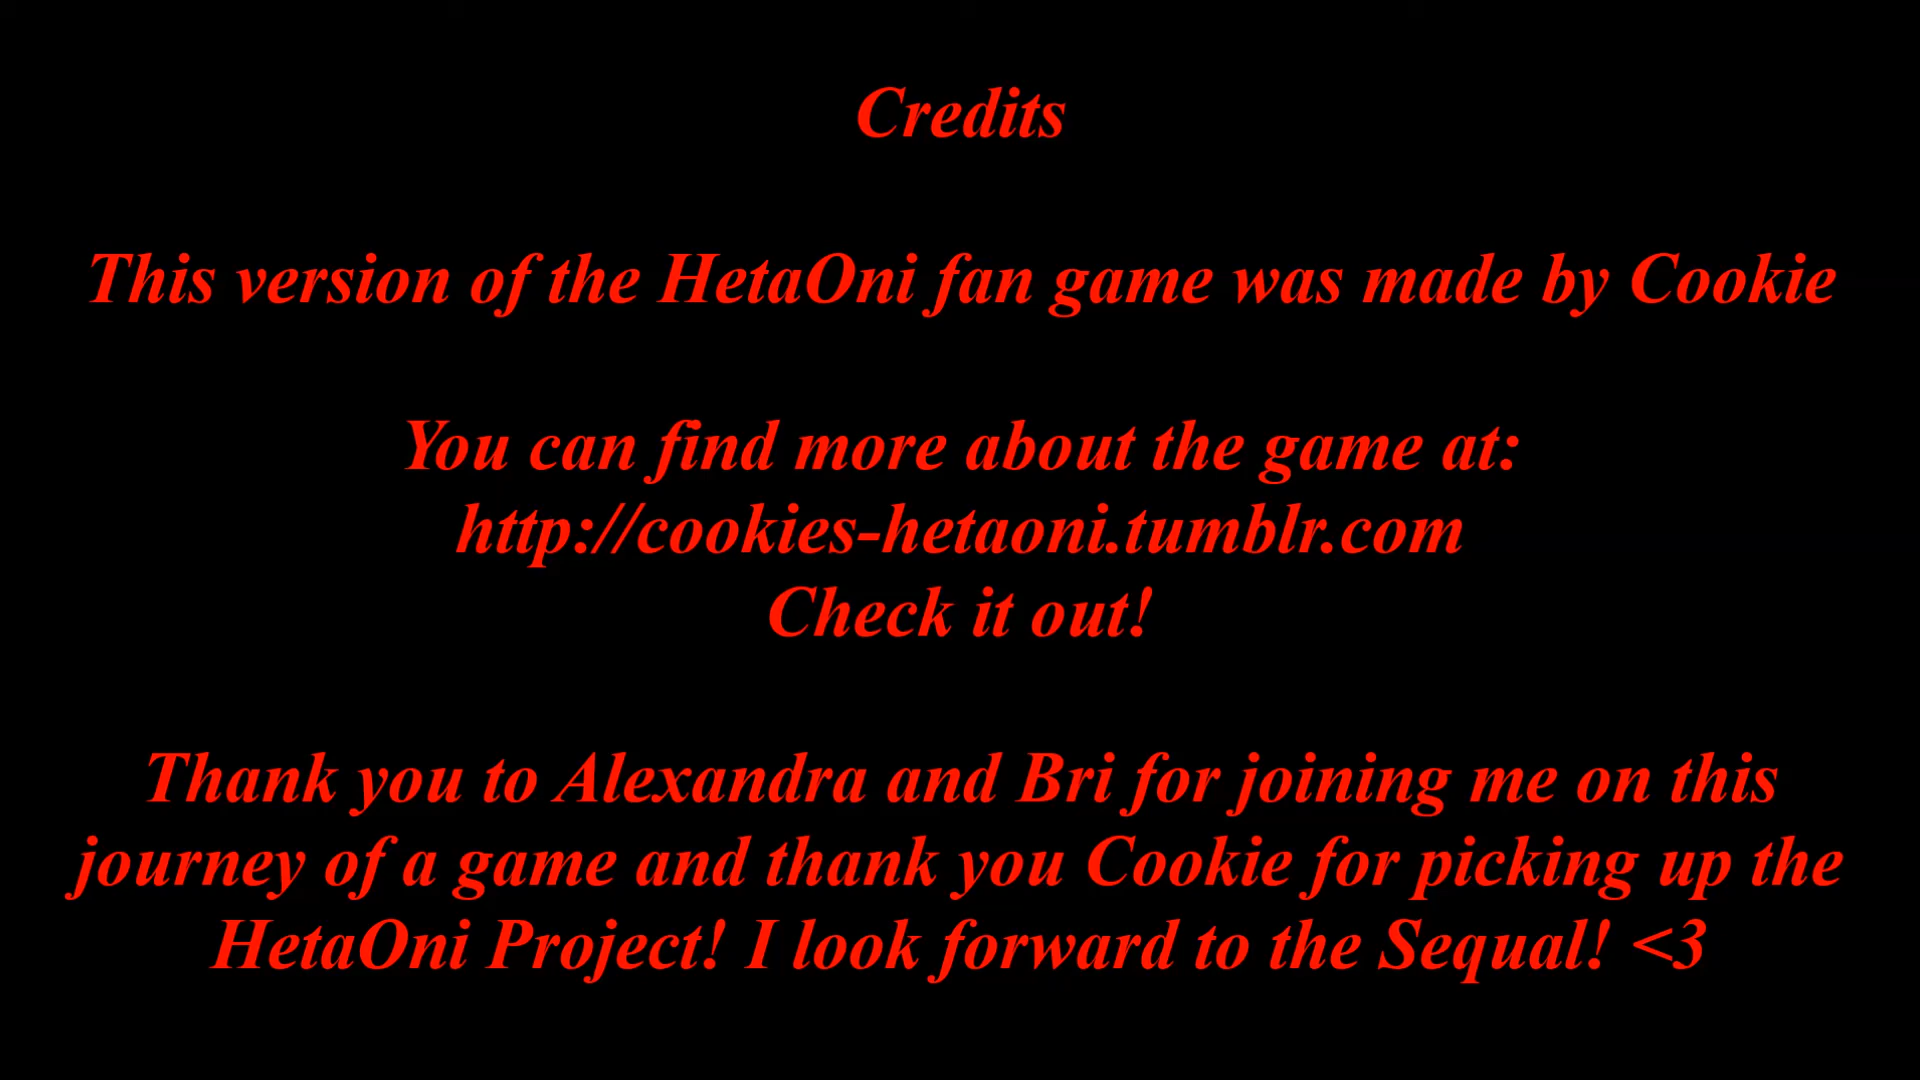 Credits
This version of the HetaOni fan game was made by Cookie
You can find more about the game at:
http://cookies-hetaoni.tumblr.com
Check it out!
Thank you to Alexandra and Bri for joining me on this
journey of a game and thank you Cookie for picking up the
HetaOni Project! I look forward to the Sequal! <3